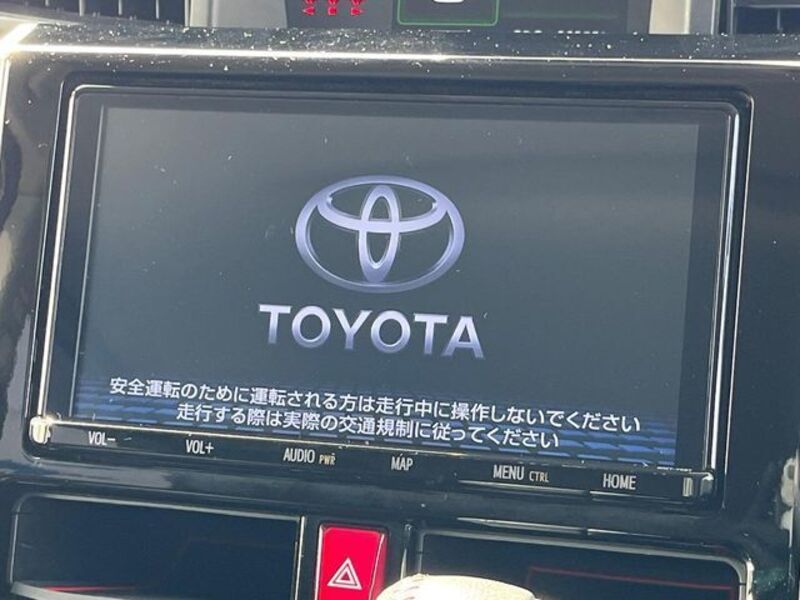 TOYOTA
安全運転のために運転される方は走行中に操作しないでください
走行する際は実際の交通規制に従ってください
VOL− VOL+ AUDIO PWR MAP MENU CTRL HOME